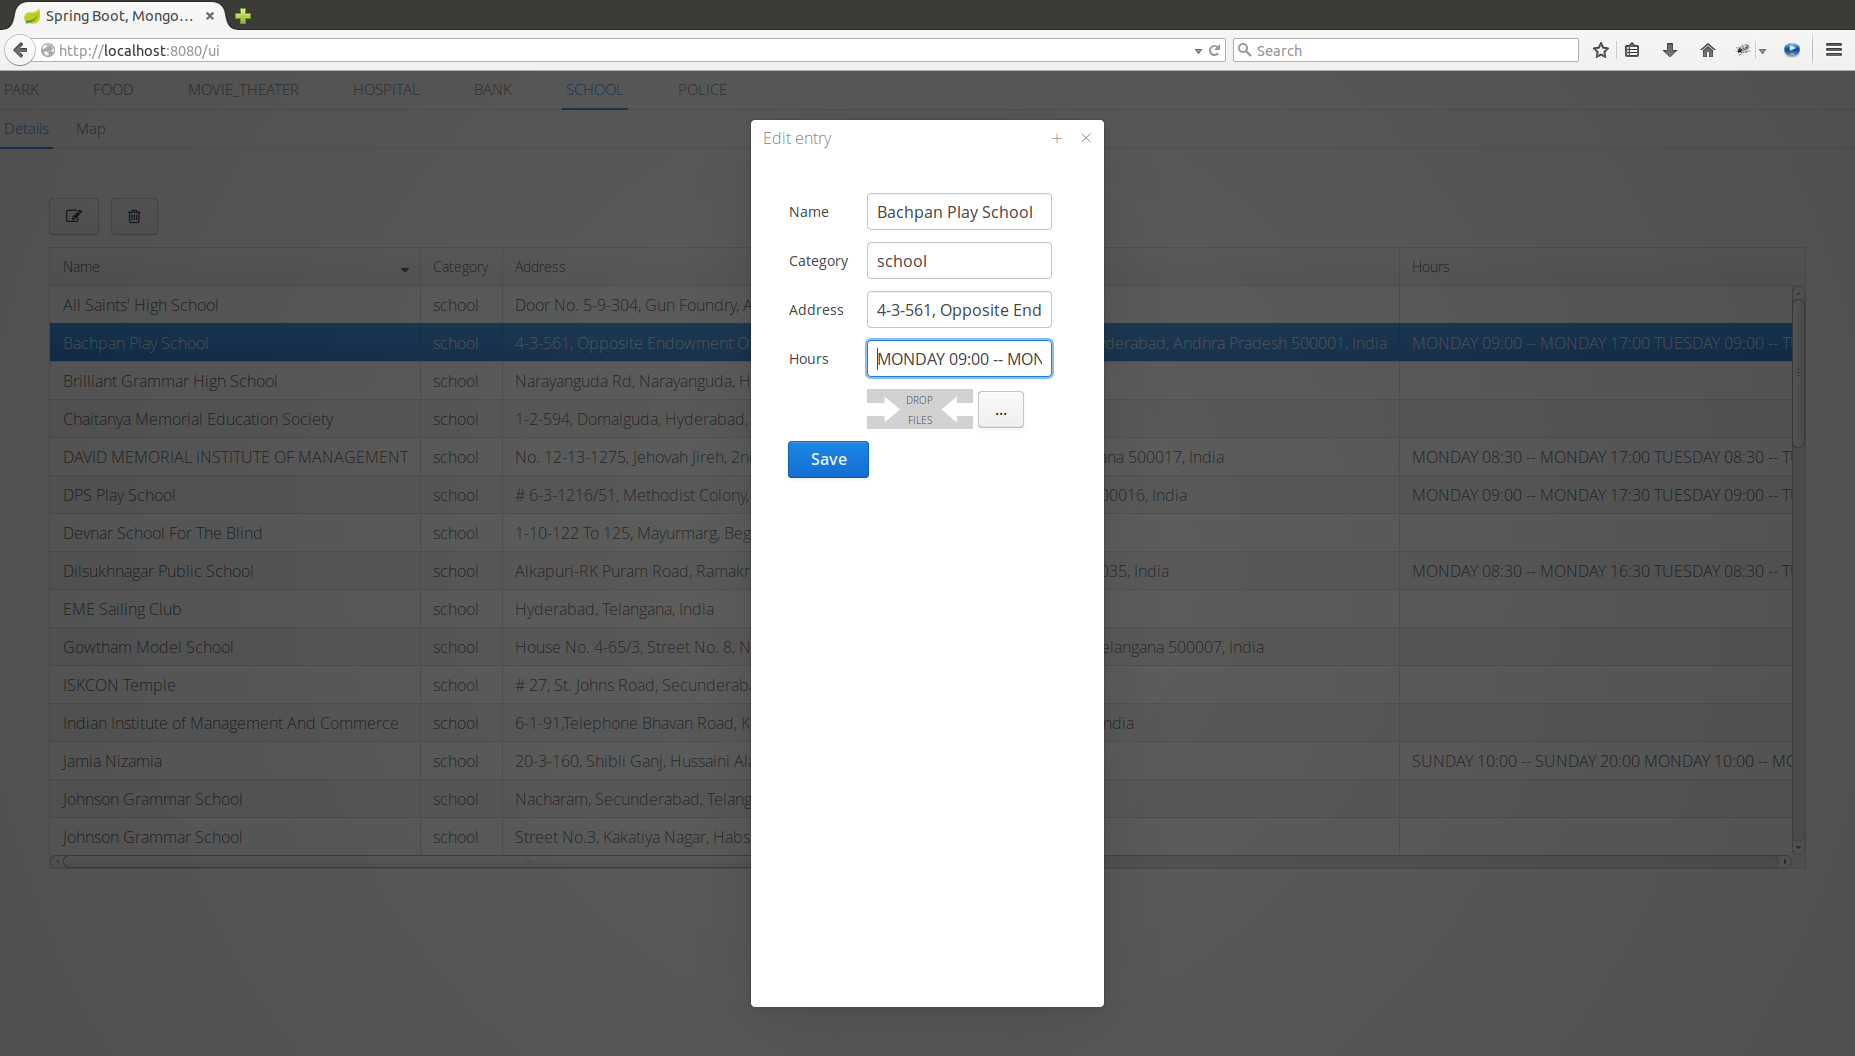 Spring Boot, Mongo...
http://localhost:8080/ui
Search
PARK FOOD MOVIE_THEATER HOSPITAL BANK SCHOOL POLICE
Details Map
Edit entry
Name Bachpan Play School
Category school
Address 4-3-561, Opposite End
Hours MONDAY 09:00 -- MON
DROP
FILES
...
Save
Name Category Address Hours
All Saints' High School school Door No. 5-9-304, Gun Foundry, A
Bachpan Play School school 4-3-561, Opposite Endowment O derabad, Andhra Pradesh 500001, India MONDAY 09:00 -- MONDAY 17:00 TUESDAY 09:00 -- T
Brilliant Grammar High School school Narayanguda Rd, Narayanguda, H
Chaitanya Memorial Education Society school 1-2-594, Domalguda, Hyderabad,
DAVID MEMORIAL INSTITUTE OF MANAGEMENT school No. 12-13-1275, Jehovah Jireh, 2n ana 500017, India MONDAY 08:30 -- MONDAY 17:00 TUESDAY 08:30 -- T
DPS Play School school # 6-3-1216/51, Methodist Colony, 00016, India MONDAY 09:00 -- MONDAY 17:30 TUESDAY 09:00 -- T
Devnar School For The Blind school 1-10-122 To 125, Mayurmarg, Beg
Dilsukhnagar Public School school Alkapuri-RK Puram Road, Ramakr 035, India MONDAY 08:30 -- MONDAY 16:30 TUESDAY 08:30 -- T
EME Sailing Club school Hyderabad, Telangana, India
Gowtham Model School school House No. 4-65/3, Street No. 8, N elangana 500007, India
ISKCON Temple school # 27, St. Johns Road, Secunderaba
Indian Institute of Management And Commerce school 6-1-91,Telephone Bhavan Road, K ndia
Jamia Nizamia school 20-3-160, Shibli Ganj, Hussaini Ala SUNDAY 10:00 -- SUNDAY 20:00 MONDAY 10:00 -- MO
Johnson Grammar School school Nacharam, Secunderabad, Telang
Johnson Grammar School school Street No.3, Kakatiya Nagar, Habs